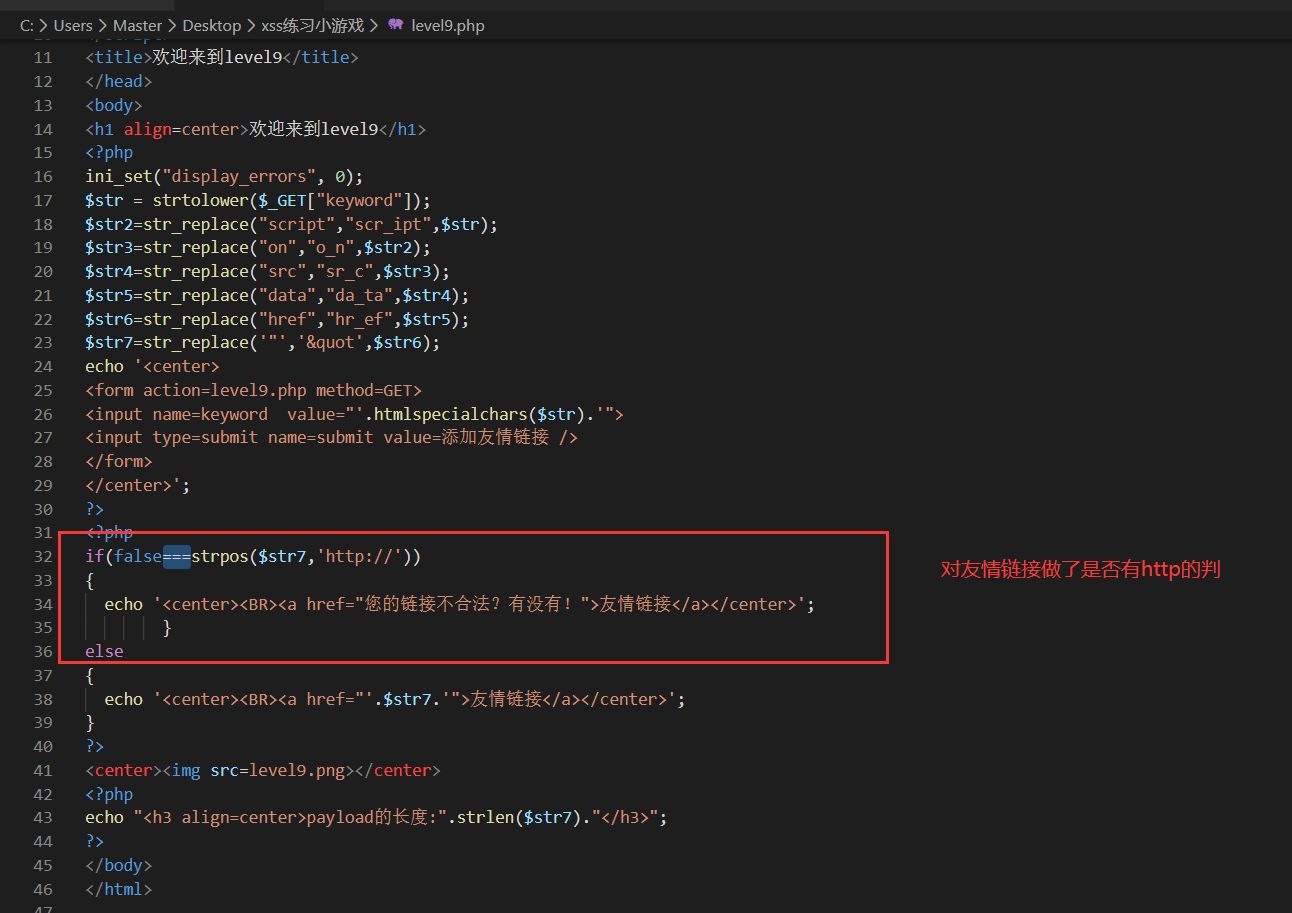 C: > Users > Master > Desktop > xss练习小游戏 > level9.php
11 <title>欢迎来到level9</title>
12 </head>
13 <body>
14 <h1 align=center>欢迎来到level9</h1>
15 <?php
16 ini_set("display_errors", 0);
17 $str = strtolower($_GET["keyword"]);
18 $str2=str_replace("script","scr_ipt",$str);
19 $str3=str_replace("on","o_n",$str2);
20 $str4=str_replace("src","sr_c",$str3);
21 $str5=str_replace("data","da_ta",$str4);
22 $str6=str_replace("href","hr_ef",$str5);
23 $str7=str_replace('"','&quot',$str6);
24 echo '<center>
25 <form action=level9.php method=GET>
26 <input name=keyword  value="'.htmlspecialchars($str).'">
27 <input type=submit name=submit value=添加友情链接 />
28 </form>
29 </center>';
30 ?>
31 <?php
32 if(false===strpos($str7,'http://'))
33 {
对友情链接做了是否有http的判
34   echo '<center><BR><a href="您的链接不合法？有没有！">友情链接</a></center>';
35         }
36 else
37 {
38   echo '<center><BR><a href="'.$str7.'">友情链接</a></center>';
39 }
40 ?>
41 <center><img src=level9.png></center>
42 <?php
43 echo "<h3 align=center>payload的长度:".strlen($str7)."</h3>";
44 ?>
45 </body>
46 </html>
47